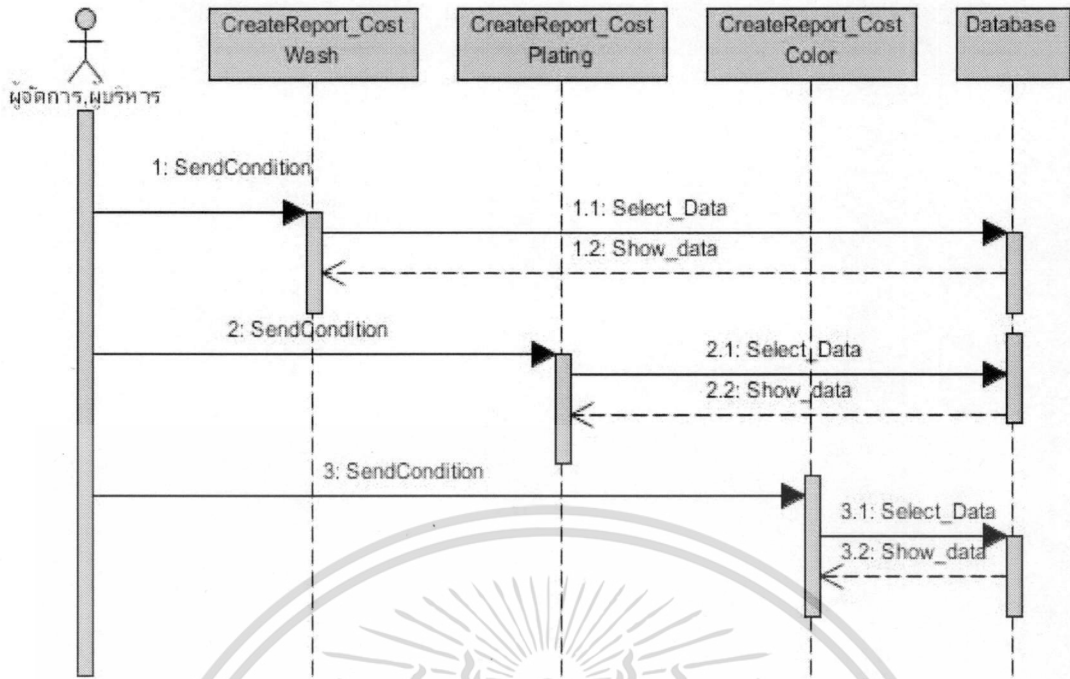 CreateReport_Cost
Wash
CreateReport_Cost
Plating
CreateReport_Cost
Color
Database
ผู้จัดการ,ผู้บริหาร
1: SendCondition
1.1: Select_Data
1.2: Show_data
2: SendCondition
2.1: Select_Data
2.2: Show_data
3: SendCondition
3.1: Select_Data
3.2: Show_data